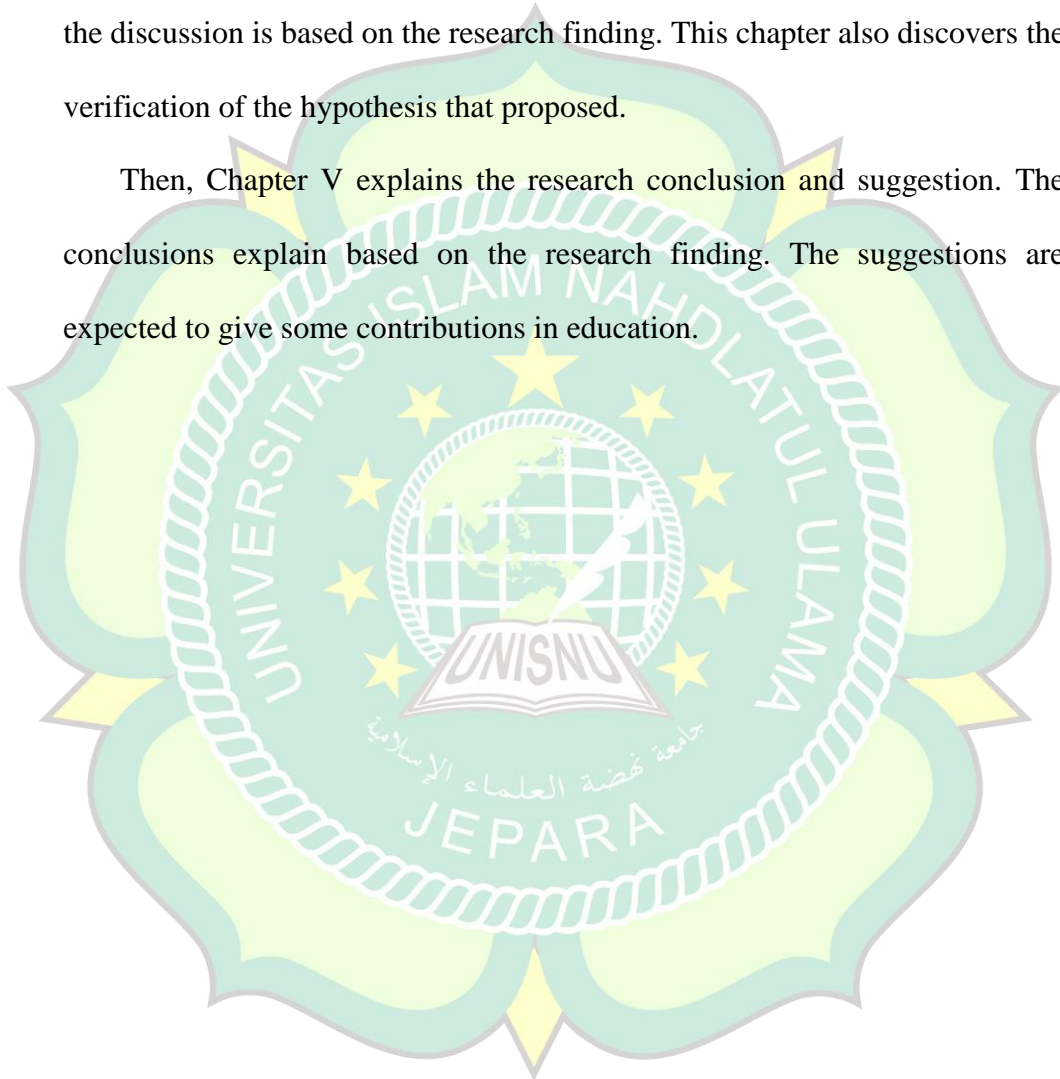 the discussion is based on the research finding. This chapter also discovers the
verification of the hypothesis that proposed.
Then, Chapter V explains the research conclusion and suggestion. The
conclusions explain based on the research finding. The suggestions are
expected to give some contributions in education.
UNIVERSITAS ISLAM NAHDLATUL ULAMA
UNISNU
جامعة نهضة العلماء الإسلامية
JEPARA